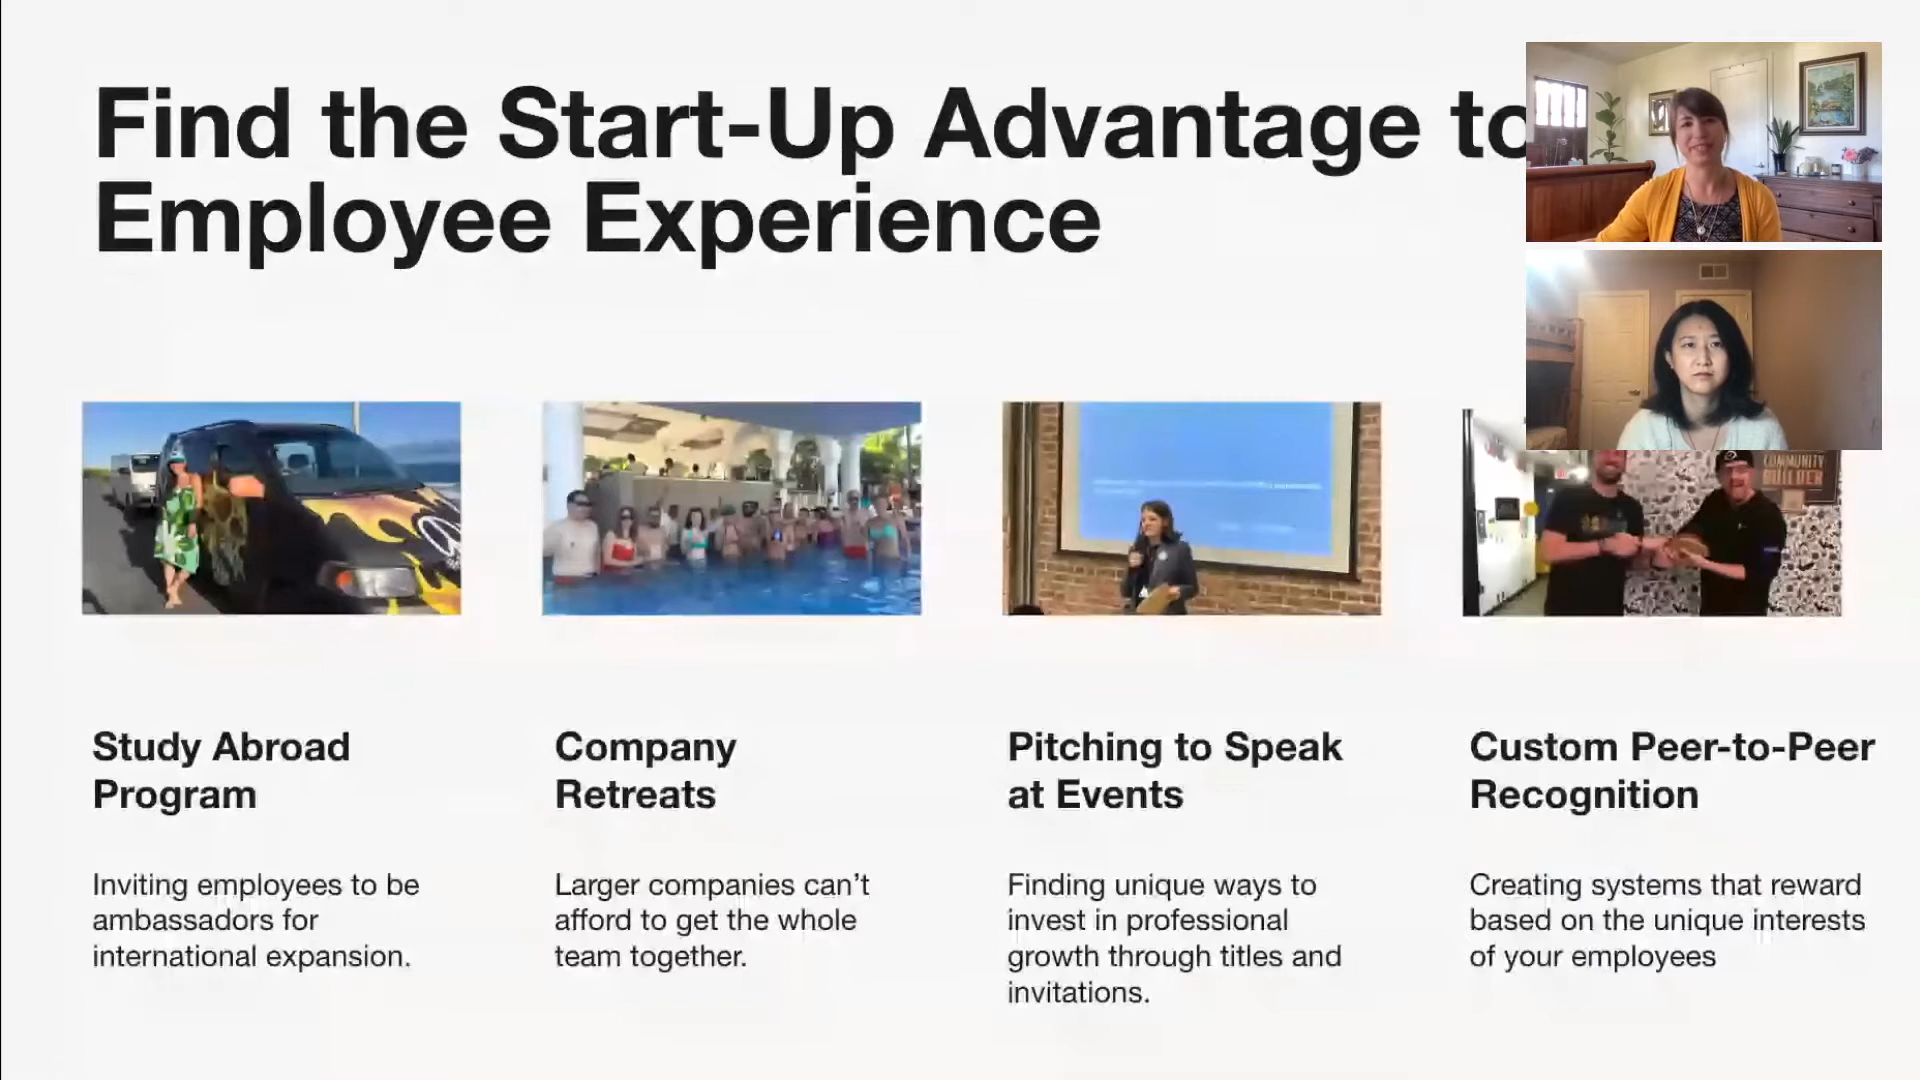 Find the Start-Up Advantage to
Employee Experience
COMMUNITY
BUILDER
Study Abroad
Program
Company
Retreats
Pitching to Speak
at Events
Custom Peer-to-Peer
Recognition
Inviting employees to be
ambassadors for
international expansion.
Larger companies can’t
afford to get the whole
team together.
Finding unique ways to
invest in professional
growth through titles and
invitations.
Creating systems that reward
based on the unique interests
of your employees